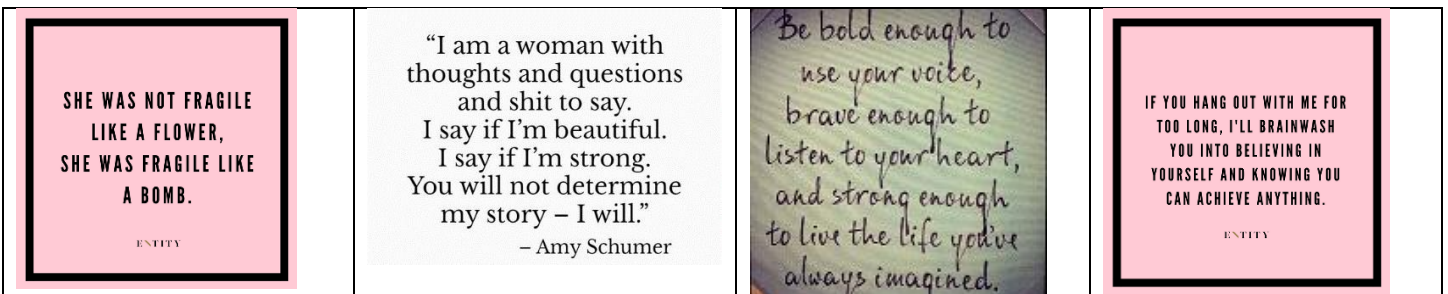 SHE WAS NOT FRAGILE
LIKE A FLOWER,
SHE WAS FRAGILE LIKE
A BOMB.
ENTITY
“I am a woman with
thoughts and questions
and shit to say.
I say if I’m beautiful.
I say if I’m strong.
You will not determine
my story – I will.”
– Amy Schumer
Be bold enough to
use your voice,
brave enough to
listen to your heart,
and strong enough
to live the life you've
always imagined.
IF YOU HANG OUT WITH ME FOR
TOO LONG, I'LL BRAINWASH
YOU INTO BELIEVING IN
YOURSELF AND KNOWING YOU
CAN ACHIEVE ANYTHING.
ENTITY